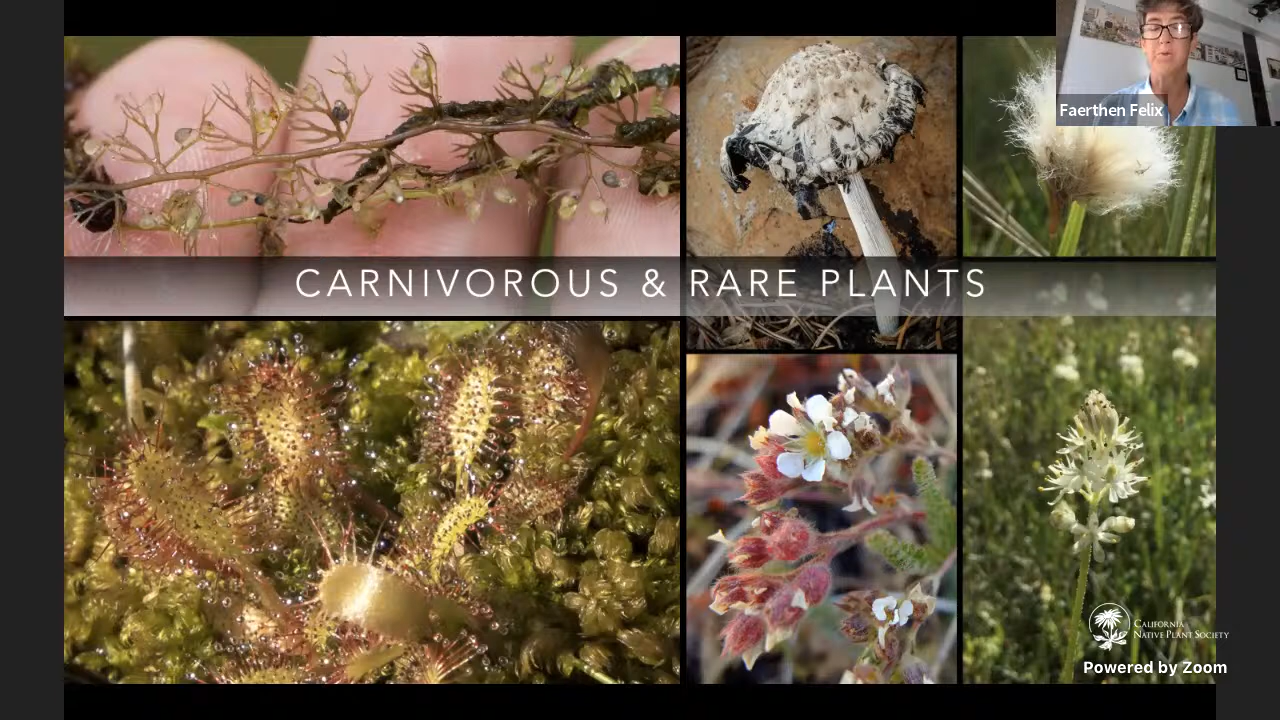 Faerthen Felix
CARNIVOROUS & RARE PLANTS
CALIFORNIA
NATIVE PLANT SOCIETY
Powered by Zoom